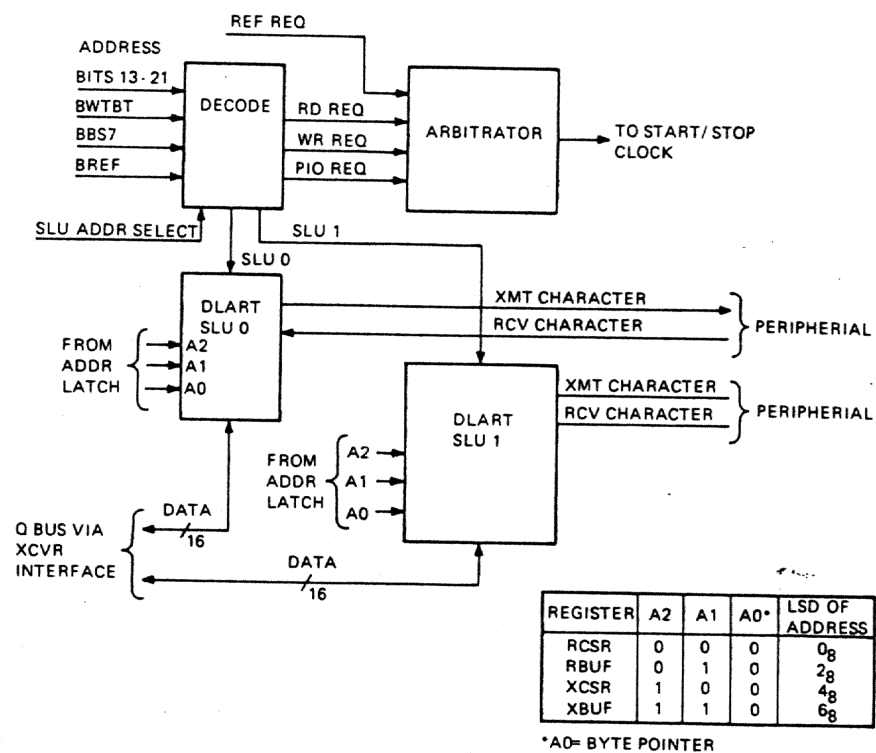 REF REQ
ADDRESS
BITS 13-21
BWTBT
BBS7
BREF
DECODE
RD REQ
WR REQ
PIO REQ
ARBITRATOR
TO START/STOP
CLOCK
SLU ADDR SELECT
SLU 0
SLU 1
DLART
SLU 0
FROM
ADDR
LATCH
A2
A1
A0
XMT CHARACTER
RCV CHARACTER
PERIPHERIAL
XMT CHARACTER
RCV CHARACTER
PERIPHERIAL
DLART
SLU 1
FROM
ADDR
LATCH
A2
A1
A0
Q BUS VIA
XCVR
INTERFACE
DATA
16
DATA
16
REGISTER A2 A1 A0* LSD OF ADDRESS
RCSR 0 0 0 0₈
RBUF 0 1 0 2₈
XCSR 1 0 0 4₈
XBUF 1 1 0 6₈
*A0= BYTE POINTER